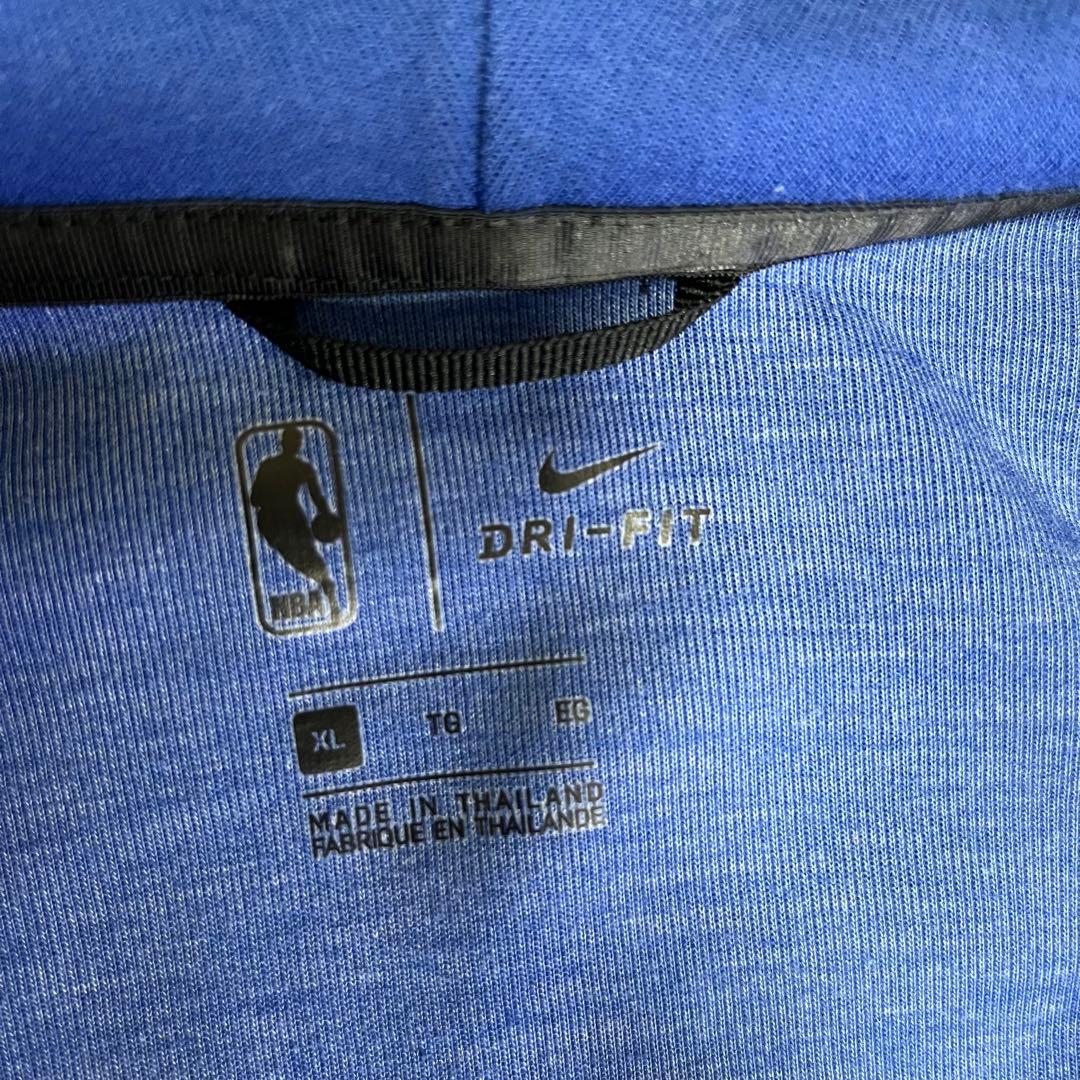 NBA
DRI-FIT
XL TG EG
MADE IN THAILAND
FABRIQUE EN THAILANDE